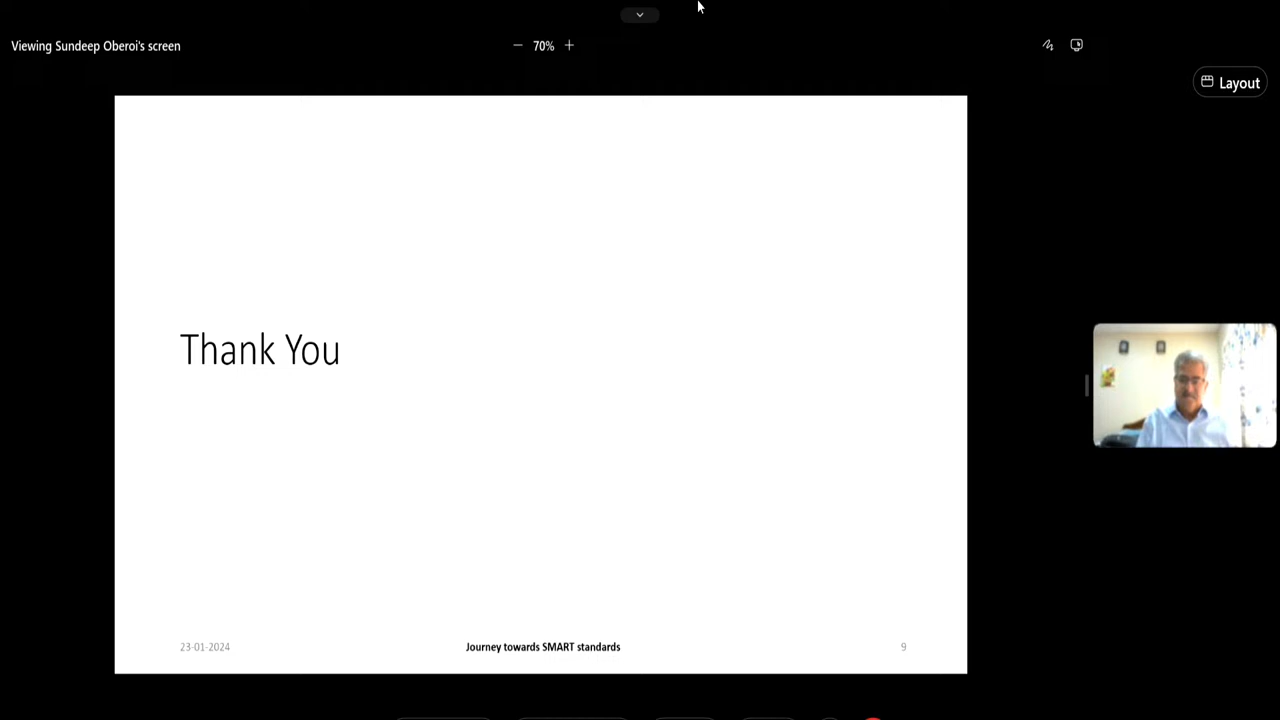 Viewing Sundeep Oberoi's screen
70%
Layout
Thank You
23-01-2024
Journey towards SMART standards
9